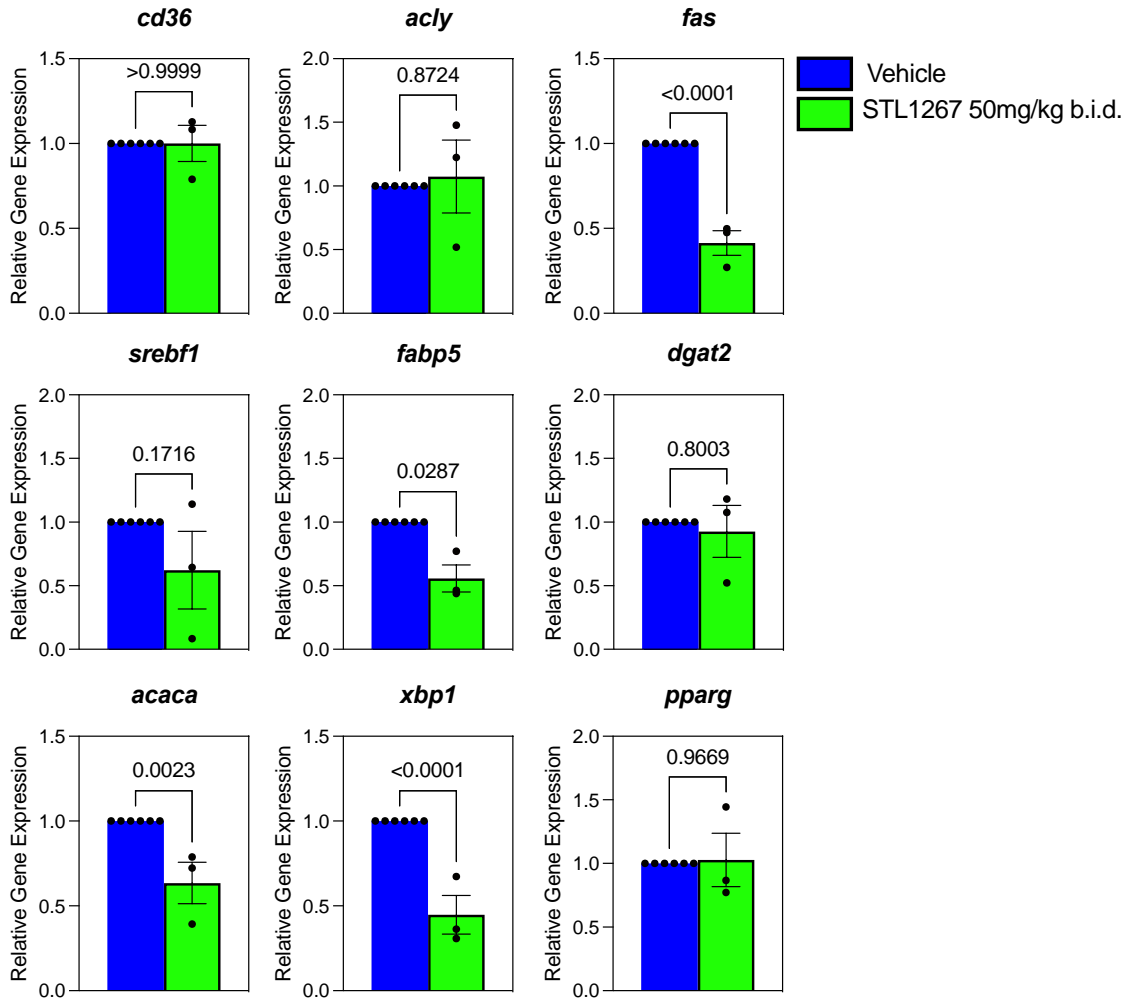 cd36
acly
fas
Relative Gene Expression
1.5
1.0
0.5
0.0
>0.9999
Relative Gene Expression
2.0
1.5
1.0
0.5
0.0
0.8724
Relative Gene Expression
1.5
1.0
0.5
0.0
<0.0001
Vehicle
STL1267 50mg/kg b.i.d.
srebf1
fabp5
dgat2
Relative Gene Expression
2.0
1.5
1.0
0.5
0.0
0.1716
Relative Gene Expression
2.0
1.5
1.0
0.5
0.0
0.0287
Relative Gene Expression
2.0
1.5
1.0
0.5
0.0
0.8003
acaca
xbp1
pparg
Relative Gene Expression
1.5
1.0
0.5
0.0
0.0023
Relative Gene Expression
1.5
1.0
0.5
0.0
<0.0001
Relative Gene Expression
2.0
1.5
1.0
0.5
0.0
0.9669